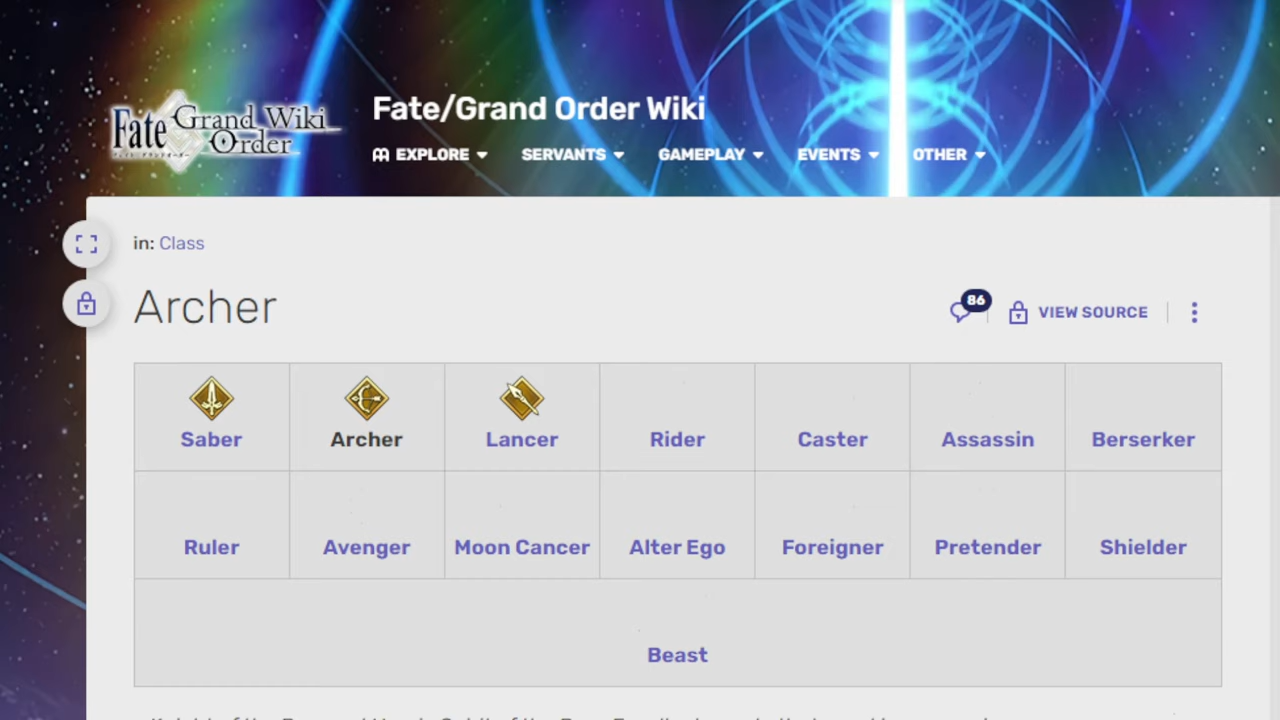 Fate Grand Order Wiki
Fate/Grand Order Wiki
EXPLORE SERVANTS GAMEPLAY EVENTS OTHER
in: Class
Archer
86 VIEW SOURCE
Saber Archer Lancer Rider Caster Assassin Berserker
Ruler Avenger Moon Cancer Alter Ego Foreigner Pretender Shielder
Beast